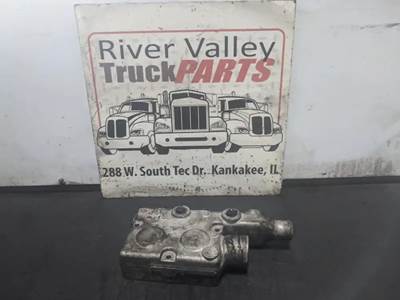 River Valley
TruckPARTS
288 W. South Tec Dr. Kankakee, IL